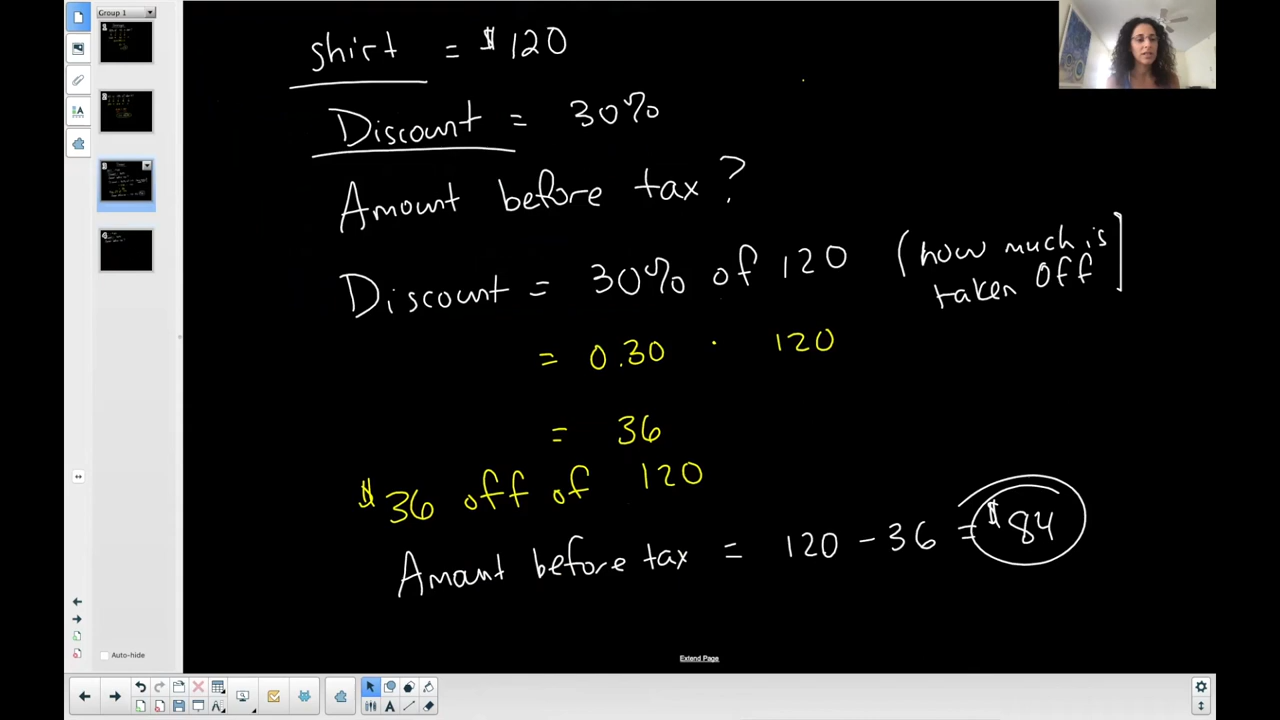 Group 1
shirt = $120
Discount = 30%
Amount before tax?
Discount = 30% of 120 (how much is
taken off]
= 0.30 · 120
= 36
$36 off of 120
Amount before tax = 120 - 36 = $84
Extend Page
Auto-hide